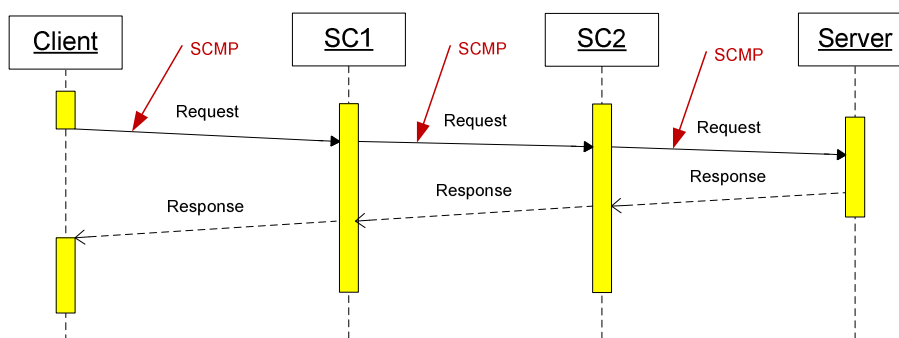 Client
SC1
SC2
Server
SCMP
SCMP
SCMP
Request
Request
Request
Response
Response
Response